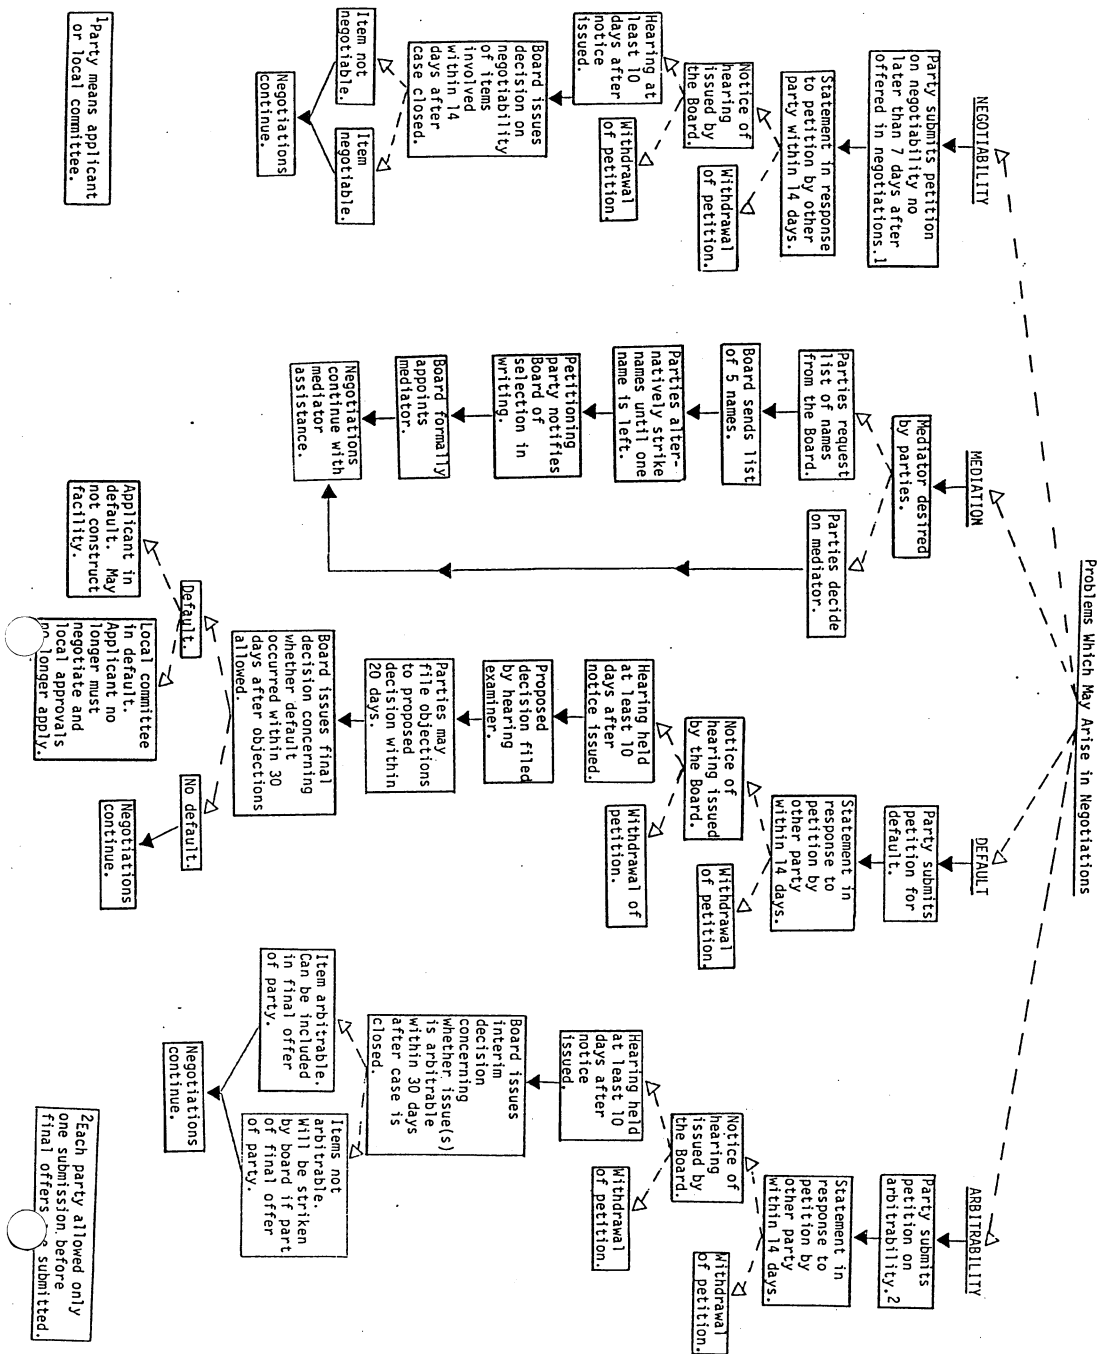 Problems Which May Arise in Negotiations
NEGOTIABILITY
Party submits petition
on negotiability no
later than 7 days after
offered in negotiations.1
Statement in response
to petition by other
party within 14 days.
Notice of
hearing
issued by
the Board.
Withdrawal
of petition.
Hearing at
least 10
days after
notice
issued.
Withdrawal
of petition.
Board issues
decision on
negotiability
of items
involved
within 14
days after
case closed.
Item not
negotiable.
Item
negotiable.
Negotiations
continue.
1Party means applicant
or local committee.
MEDIATION
Mediator desired
by parties.
Parties request
list of names
from the Board.
Parties decide
on mediator.
Board sends list
of 5 names.
Parties alter-
natively strike
names until one
name is left.
Petitioning
party notifies
Board of
selection in
writing.
Board formally
appoints
mediator.
Negotiations
continue with
mediator
assistance.
DEFAULT
Party submits
petition for
default.
Statement in
response to
petition by
other party
within 14 days.
Notice of
hearing issued
by the Board.
Withdrawal
of petition.
Hearing held
at least 10
days after
notice issued.
Withdrawal of
petition.
Proposed
decision filed
by hearing
examiner.
Parties may
file objections
to proposed
decision within
20 days.
Board issues final
decision concerning
whether default
occurred within 30
days after objections
allowed.
Default.
No default.
Applicant in
default. May
not construct
facility.
Local committee
in default.
Applicant no
longer must
negotiate and
local approvals
no longer apply.
Negotiations
continue.
ARBITRABILITY
Party submits
petition on
arbitrability.2
Statement in
response to
petition by
other party
within 14 days.
Notice of
hearing
issued by
the Board.
Withdrawal
of petition.
Hearing held
at least 10
days after
notice
issued.
Withdrawal
of petition.
Board issues
interim
decision
concerning
whether issue(s)
is arbitrable
within 30 days
after case is
closed.
Item arbitrable.
Can be included
in final offer
of party.
Items not
arbitrable.
Will be striken
by board if part
of final offer
of party.
Negotiations
continue.
2Each party allowed only
one submission before
final offers submitted.